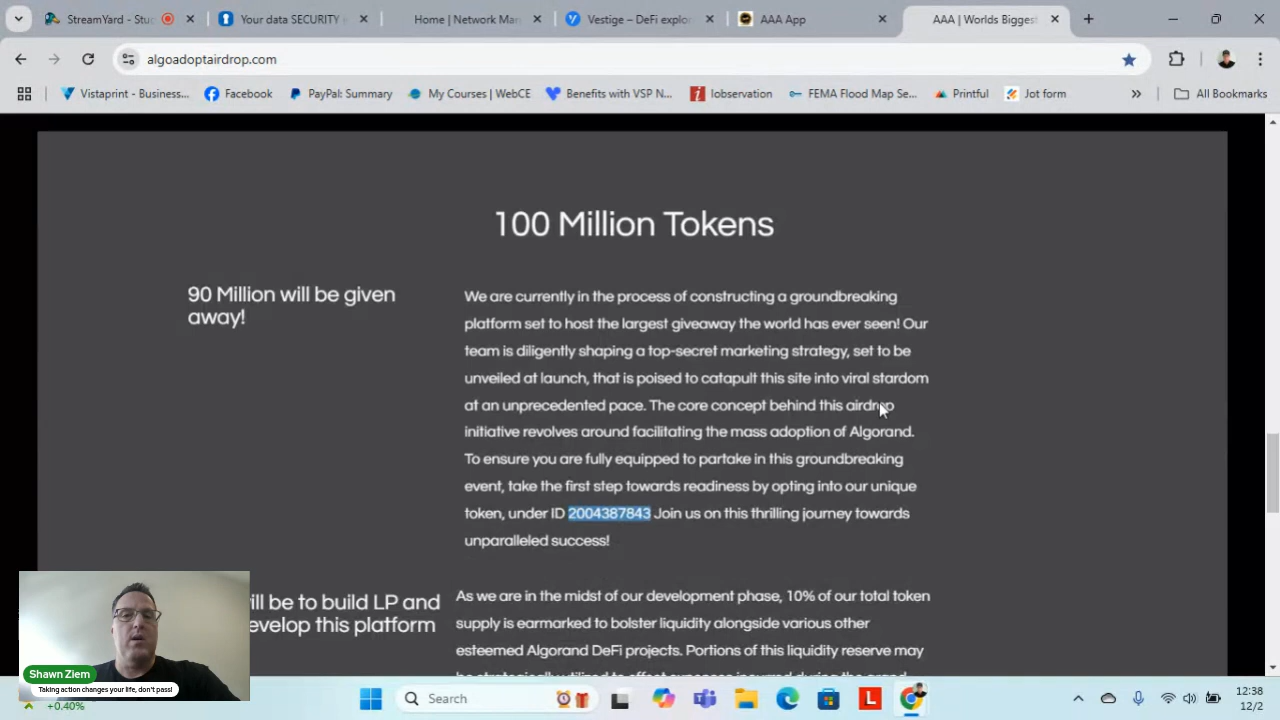 StreamYard - Stu
Your data SECURITY
Home | Network Mar
Vestige – DeFi explo
AAA App
AAA | Worlds Bigges
algoadoptairdrop.com
Vistaprint - Business...
Facebook
PayPal: Summary
My Courses | WebCE
Benefits with VSP N...
Iobservation
FEMA Flood Map Se...
Printful
Jot form
All Bookmarks
100 Million Tokens
90 Million will be given
away!
We are currently in the process of constructing a groundbreaking
platform set to host the largest giveaway the world has ever seen! Our
team is diligently shaping a top-secret marketing strategy, set to be
unveiled at launch, that is poised to catapult this site into viral stardom
at an unprecedented pace. The core concept behind this airdrop
initiative revolves around facilitating the mass adoption of Algorand.
To ensure you are fully equipped to partake in this groundbreaking
event, take the first step towards readiness by opting into our unique
token, under ID 2004387843 Join us on this thrilling journey towards
unparalleled success!
ill be to build LP and
evelop this platform
As we are in the midst of our development phase, 10% of our total token
supply is earmarked to bolster liquidity alongside various other
esteemed Algorand DeFi projects. Portions of this liquidity reserve may
Shawn Ziem
Taking action changes your life, don't pass!
+0.40%
Search
12:38
12/2